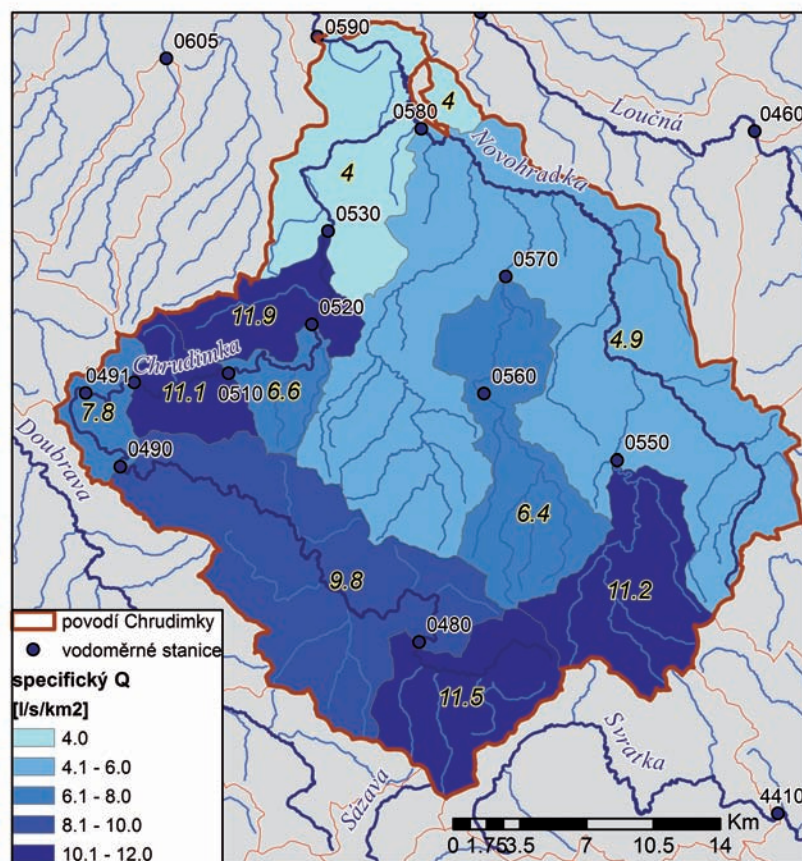 0590
0605
4
0460
0580
Loučná
Novohradka
4
0530
0570
0520
11.9
4.9
Chrudimka
0491
0510
11.1
6.6
7.8
0560
Doubrava
0490
0550
6.4
9.8
11.2
0480
11.5
Svratka
Sázava
4410
povodí Chrudimky
vodoměrné stanice
specifický Q
[l/s/km2]
4.0
4.1 - 6.0
6.1 - 8.0
8.1 - 10.0
10.1 - 12.0
Km
0 1.75 3.5 7 10.5 14